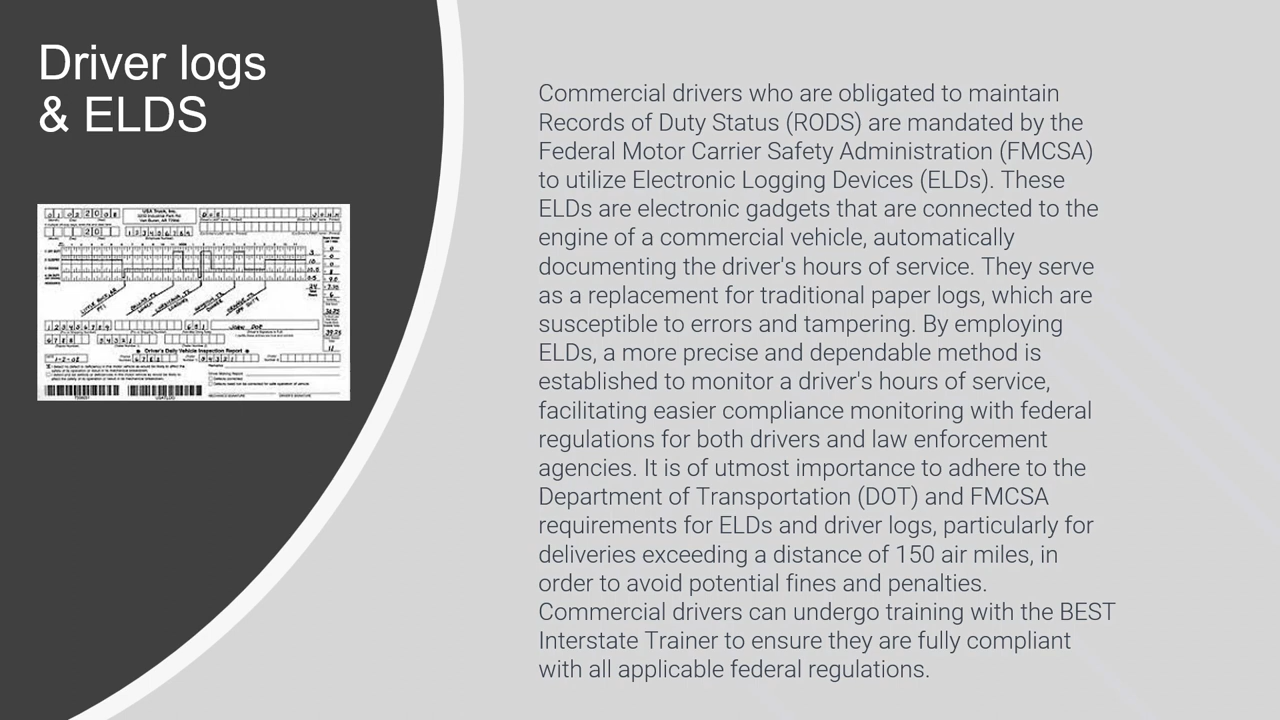 Driver logs
& ELDS
USA Truck, Inc.
Driver's Daily Vehicle Inspection Report
Commercial drivers who are obligated to maintain
Records of Duty Status (RODS) are mandated by the
Federal Motor Carrier Safety Administration (FMCSA)
to utilize Electronic Logging Devices (ELDs). These
ELDs are electronic gadgets that are connected to the
engine of a commercial vehicle, automatically
documenting the driver's hours of service. They serve
as a replacement for traditional paper logs, which are
susceptible to errors and tampering. By employing
ELDs, a more precise and dependable method is
established to monitor a driver's hours of service,
facilitating easier compliance monitoring with federal
regulations for both drivers and law enforcement
agencies. It is of utmost importance to adhere to the
Department of Transportation (DOT) and FMCSA
requirements for ELDs and driver logs, particularly for
deliveries exceeding a distance of 150 air miles, in
order to avoid potential fines and penalties.
Commercial drivers can undergo training with the BEST
Interstate Trainer to ensure they are fully compliant
with all applicable federal regulations.